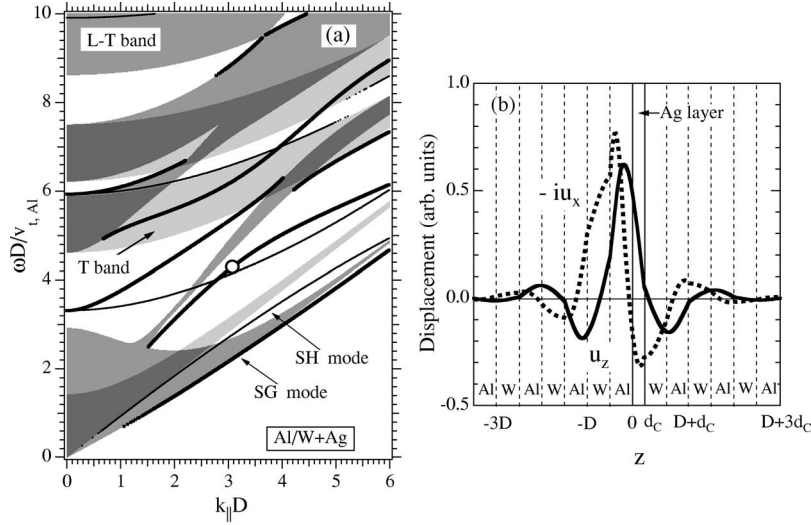 10
8
6
4
2
0
ωD/v_{t, Al}
L-T band
(a)
T band
SH mode
SG mode
Al/W+Ag
0 1 2 3 4 5 6
k_{||}D
1.0
0.5
0.0
-0.5
Displacement (arb. units)
(b)
Ag layer
- iu_x
u_z
Al W Al W Al W Al W Al W Al W Al
-3D -D 0 d_C D+d_C D+3d_C
z